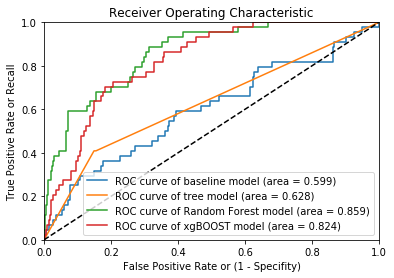 Receiver Operating Characteristic
1.0
0.8
0.6
0.4
0.2
0.0
True Positive Rate or Recall
ROC curve of baseline model (area = 0.599)
ROC curve of tree model (area = 0.628)
ROC curve of Random Forest model (area = 0.859)
ROC curve of xgBOOST model (area = 0.824)
0.0 0.2 0.4 0.6 0.8 1.0
False Positive Rate or (1 - Specifity)